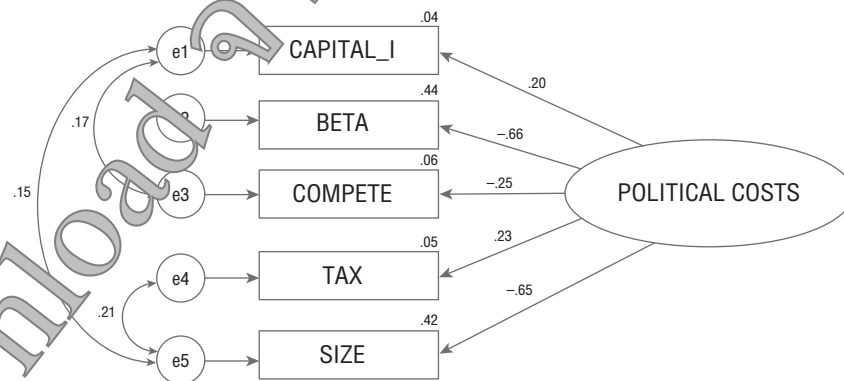 .04
e1
CAPITAL_I
.20
.44
.17
BETA
–.66
.06
.15
e3
COMPETE
–.25
POLITICAL COSTS
.05
.23
e4
TAX
.21
–.65
.42
e5
SIZE
nload